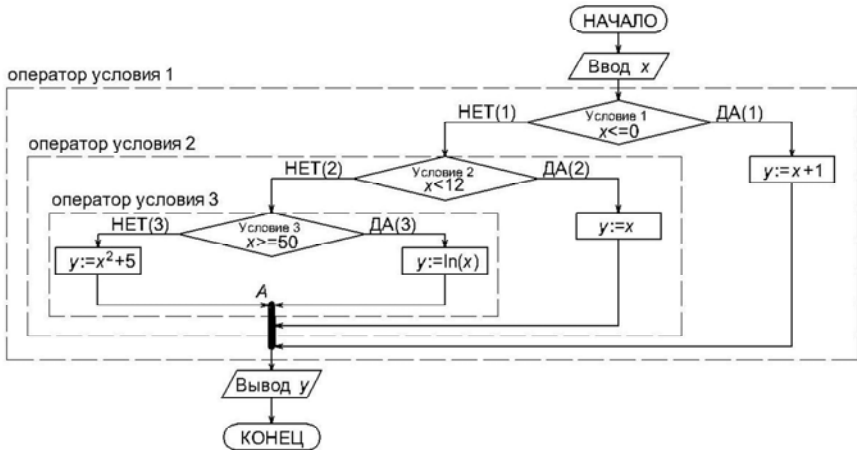 НАЧАЛО
Ввод x
оператор условия 1
НЕТ(1)
Условие 1
x<=0
ДА(1)
оператор условия 2
НЕТ(2)
Условие 2
x<12
ДА(2)
y:=x+1
оператор условия 3
НЕТ(3)
Условие 3
x>=50
ДА(3)
y:=x
y:=x²+5
y:=ln(x)
A
Вывод y
КОНЕЦ